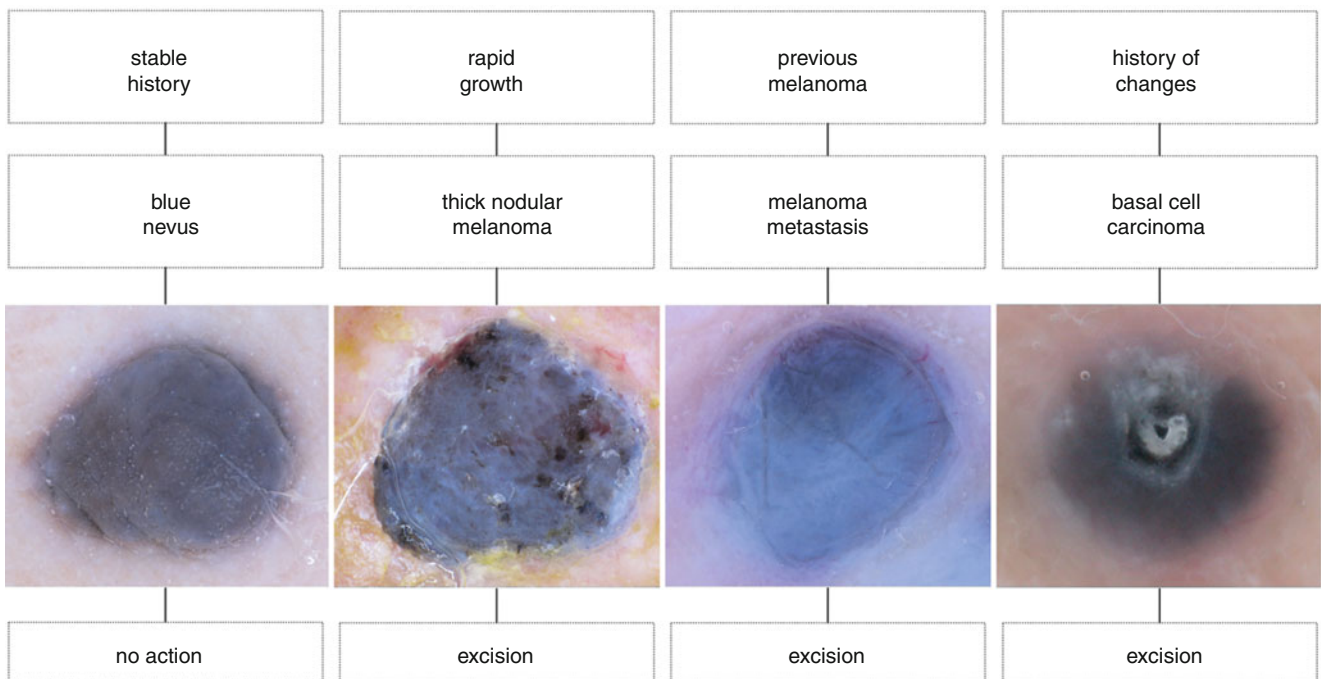 stable
history
rapid
growth
previous
melanoma
history of
changes
blue
nevus
thick nodular
melanoma
melanoma
metastasis
basal cell
carcinoma
no action
excision
excision
excision